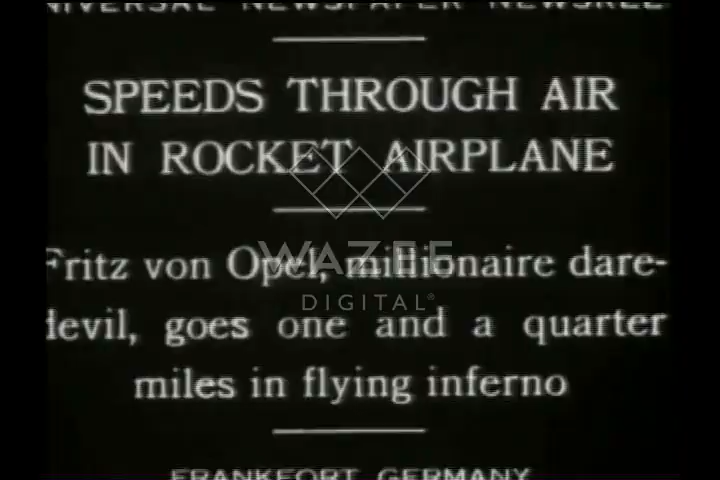 NIVERSAL NEWSPAPER NEWSREE
SPEEDS THROUGH AIR
IN ROCKET AIRPLANE
Fritz von Opel, millionaire dare-
devil, goes one and a quarter
miles in flying inferno
FRANKFORT GERMANY
WAZEE
DIGITAL®